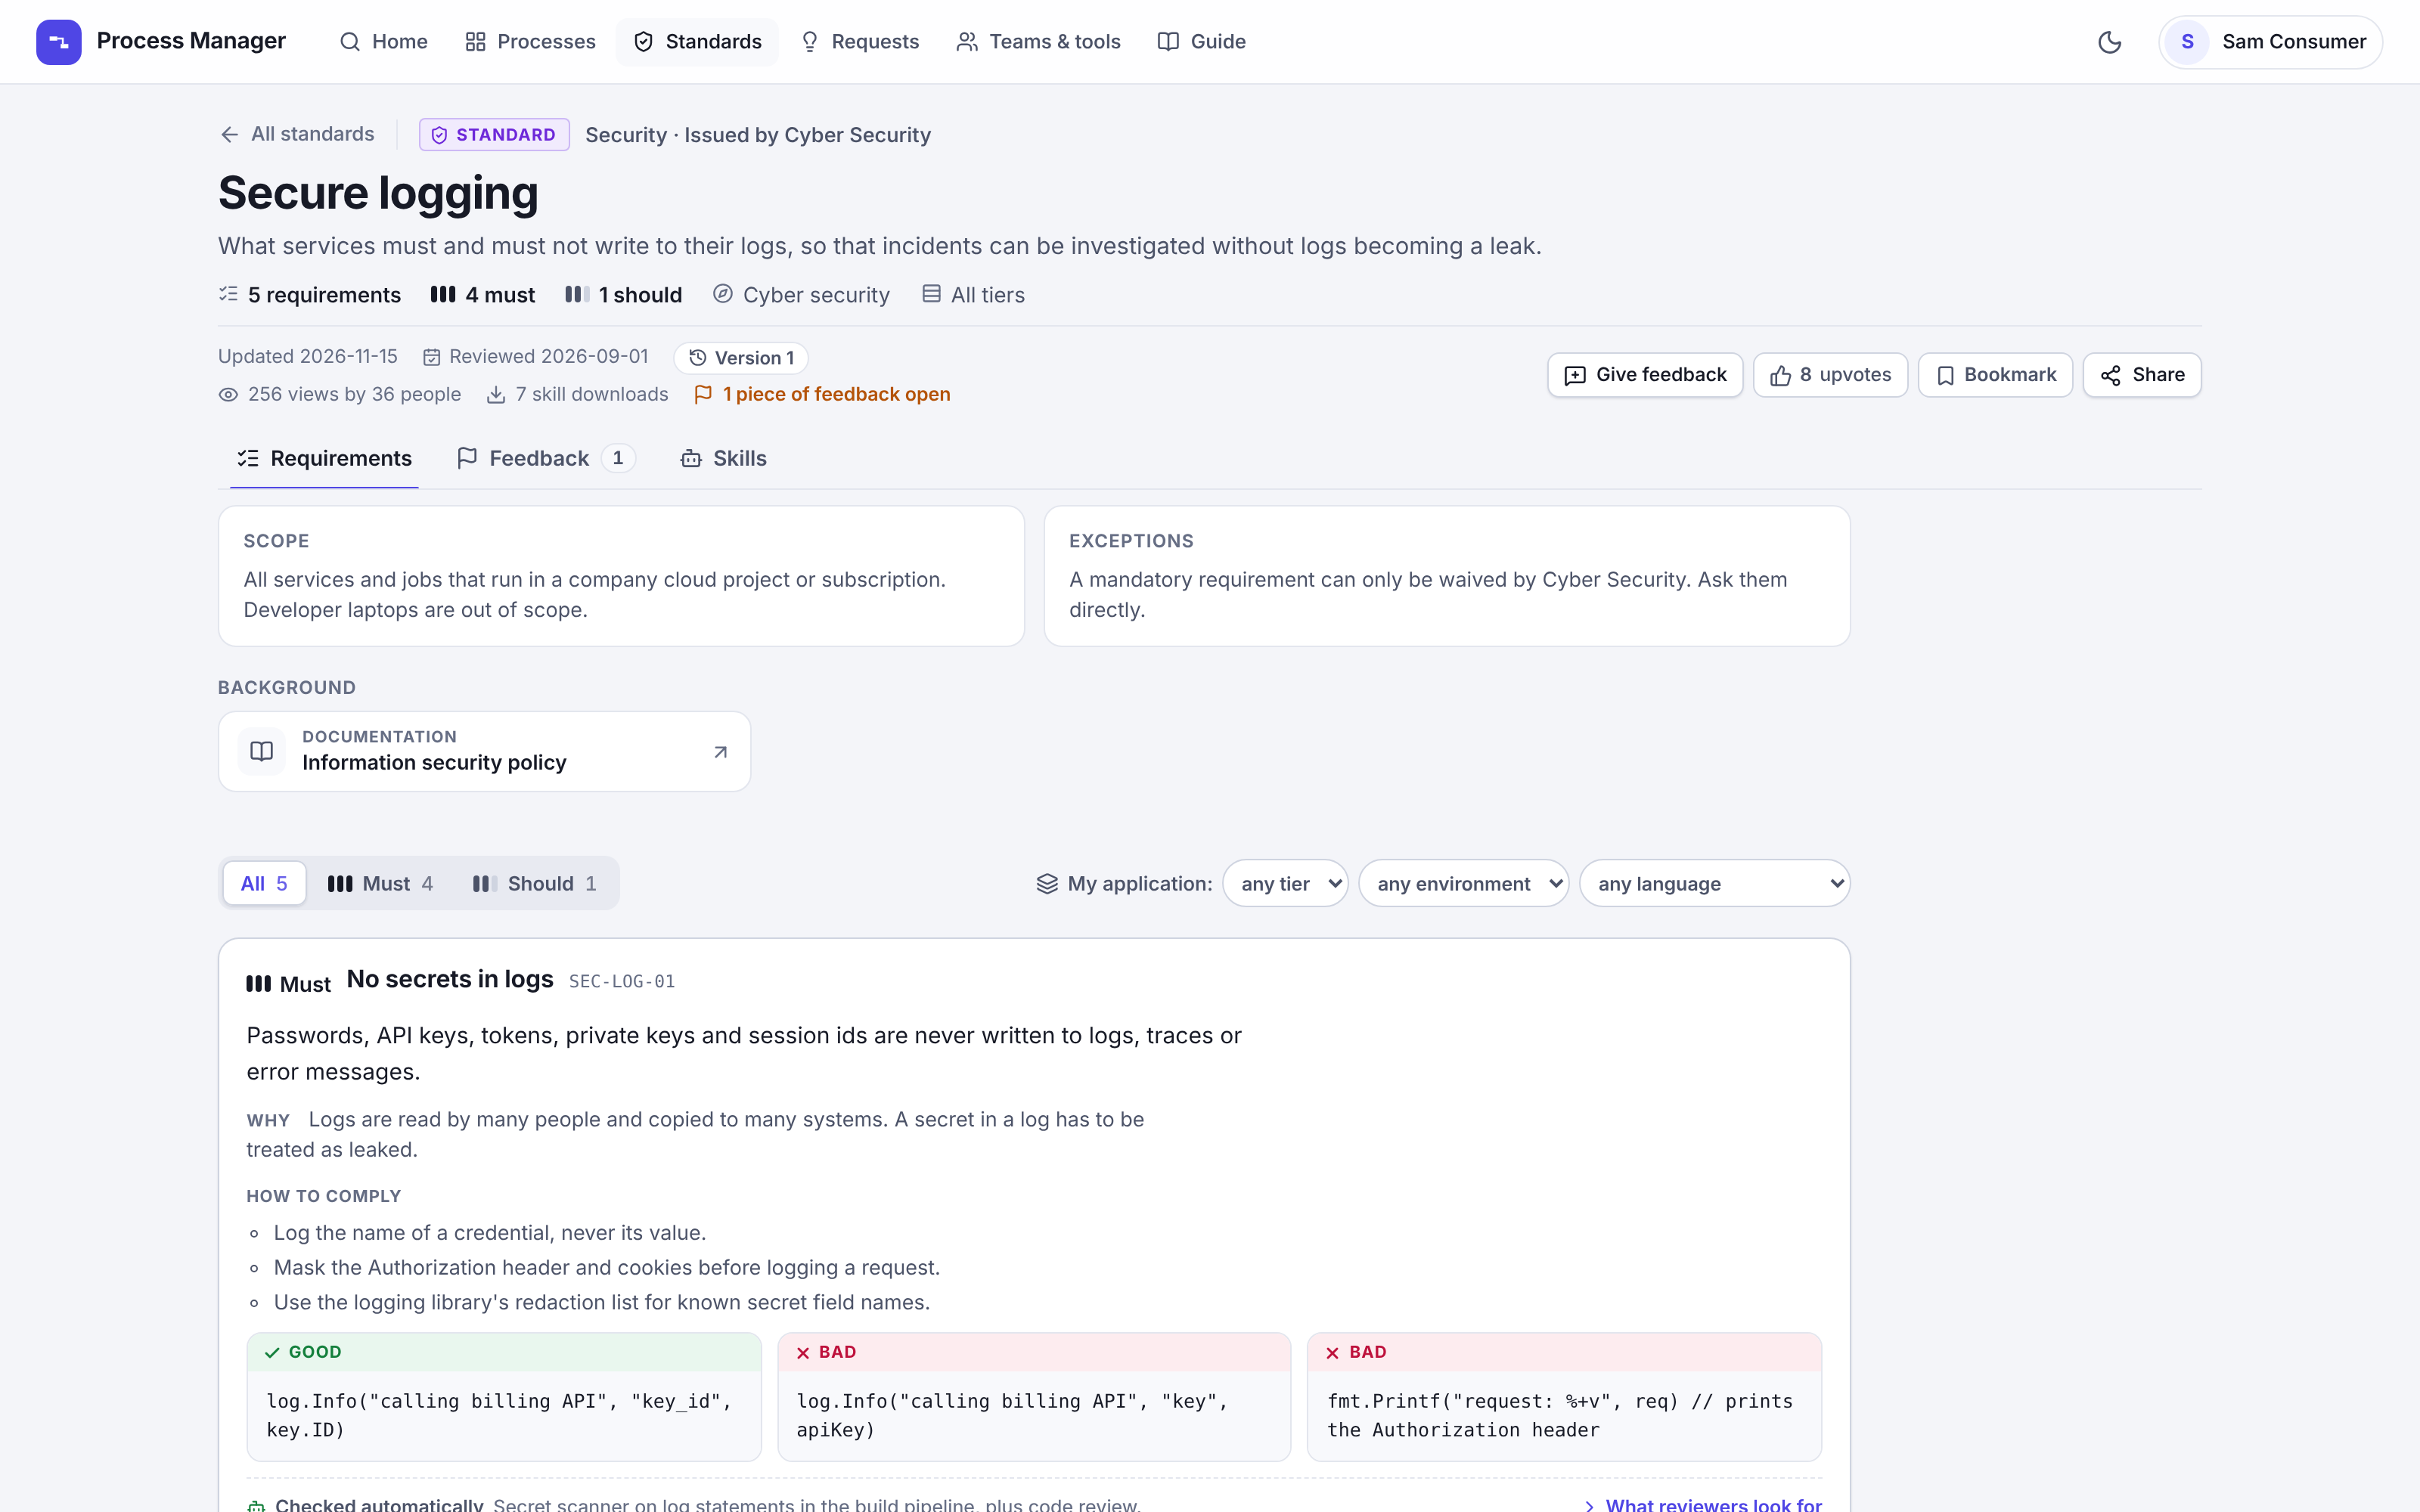 Process Manager
Home
Processes
Standards
Requests
Teams & tools
Guide
S
Sam Consumer
All standards
STANDARD
Security · Issued by Cyber Security
Secure logging
What services must and must not write to their logs, so that incidents can be investigated without logs becoming a leak.
5 requirements
4 must
1 should
Cyber security
All tiers
Updated 2026-11-15
Reviewed 2026-09-01
Version 1
256 views by 36 people
7 skill downloads
1 piece of feedback open
Give feedback
8 upvotes
Bookmark
Share
Requirements
Feedback 1
Skills
SCOPE
All services and jobs that run in a company cloud project or subscription.
Developer laptops are out of scope.
EXCEPTIONS
A mandatory requirement can only be waived by Cyber Security. Ask them
directly.
BACKGROUND
DOCUMENTATION
Information security policy
All 5
Must 4
Should 1
My application:
any tier
any environment
any language
Must No secrets in logs SEC-LOG-01
Passwords, API keys, tokens, private keys and session ids are never written to logs, traces or
error messages.
WHY Logs are read by many people and copied to many systems. A secret in a log has to be
treated as leaked.
HOW TO COMPLY
Log the name of a credential, never its value.
Mask the Authorization header and cookies before logging a request.
Use the logging library's redaction list for known secret field names.
GOOD
log.Info("calling billing API", "key_id",
key.ID)
BAD
log.Info("calling billing API", "key",
apiKey)
BAD
fmt.Printf("request: %+v", req) // prints
the Authorization header
Checked automatically Secret scanner on log statements in the build pipeline, plus code review.
What reviewers look for